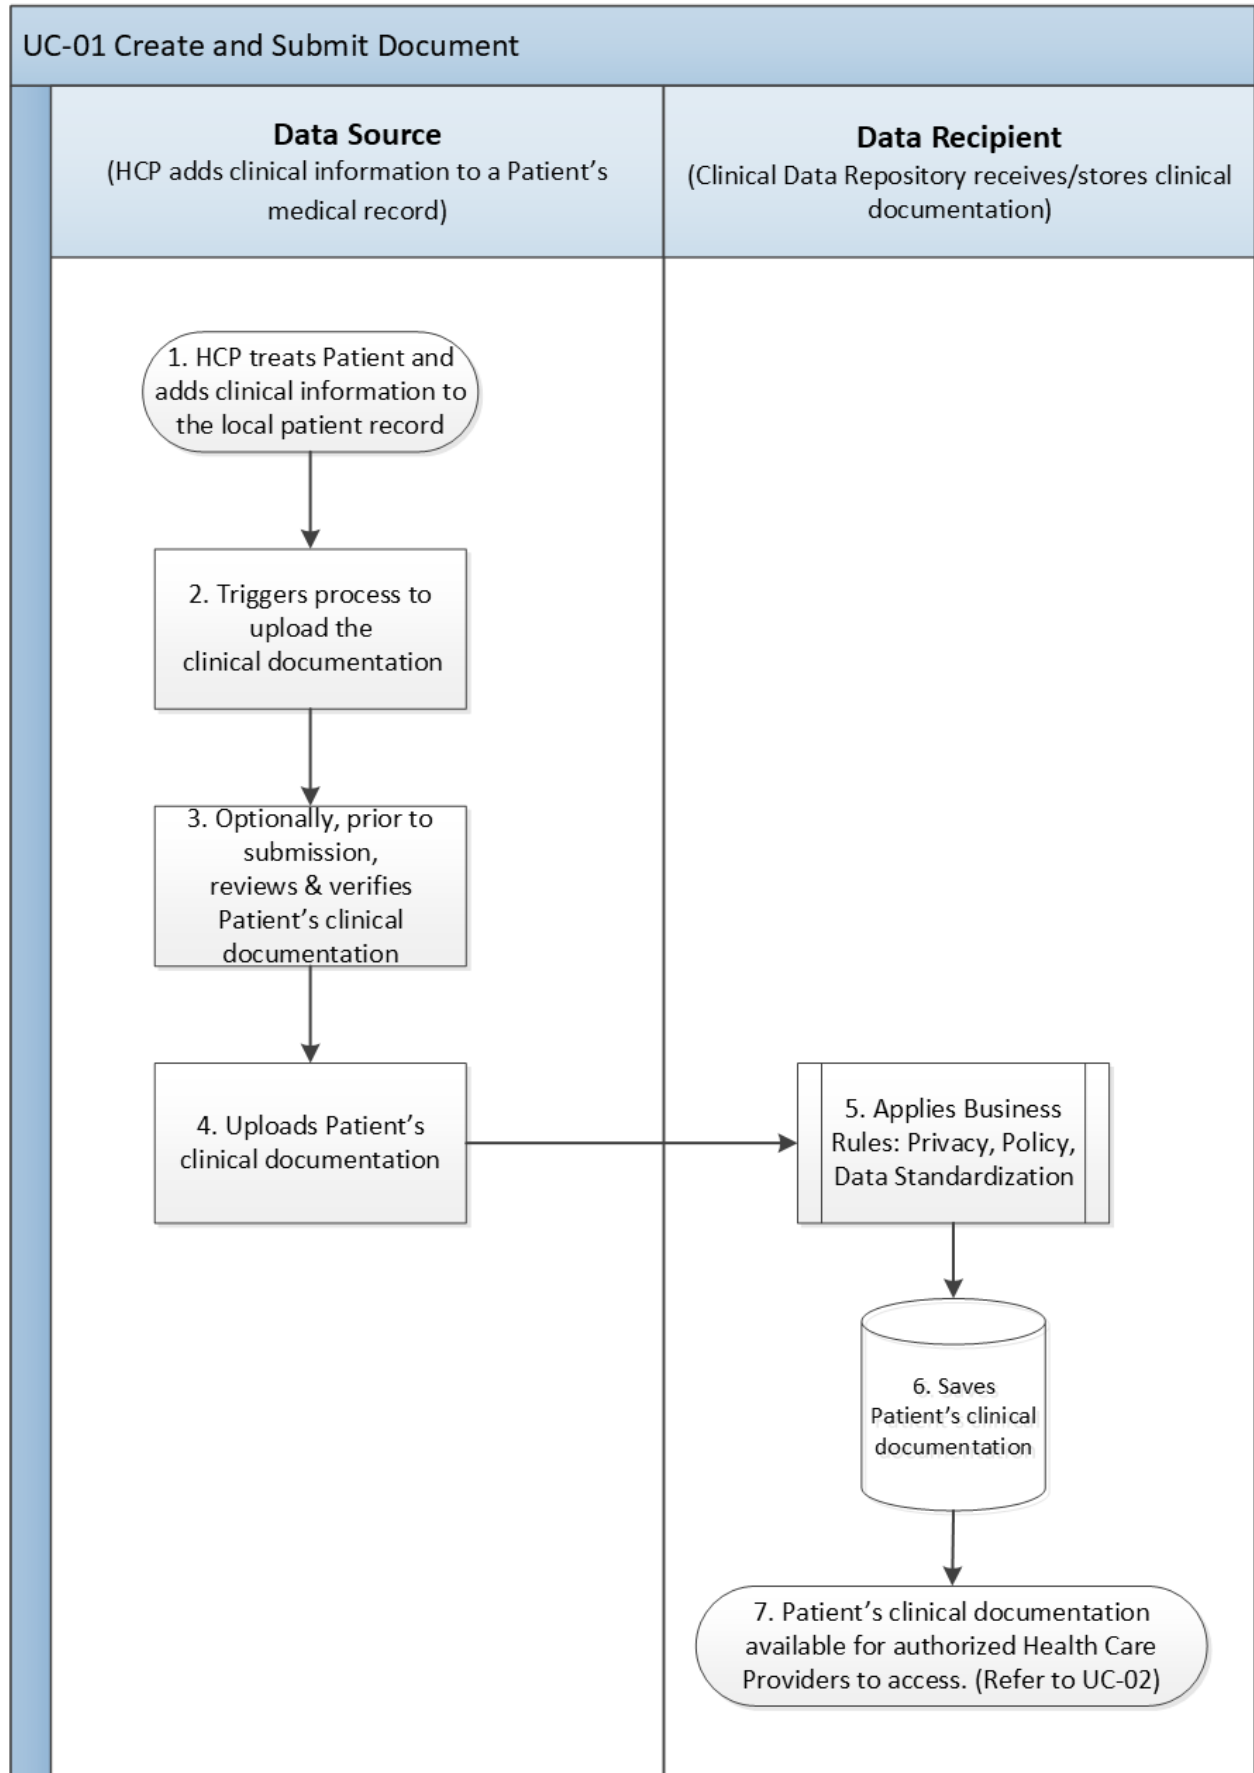 UC-01 Create and Submit Document
Data Source
(HCP adds clinical information to a Patient's
medical record)
Data Recipient
(Clinical Data Repository receives/stores clinical
documentation)
1. HCP treats Patient and
adds clinical information to
the local patient record
2. Triggers process to
upload the
clinical documentation
3. Optionally, prior to
submission,
reviews & verifies
Patient's clinical
documentation
4. Uploads Patient's
clinical documentation
5. Applies Business
Rules: Privacy, Policy,
Data Standardization
6. Saves
Patient's clinical
documentation
7. Patient's clinical documentation
available for authorized Health Care
Providers to access. (Refer to UC-02)